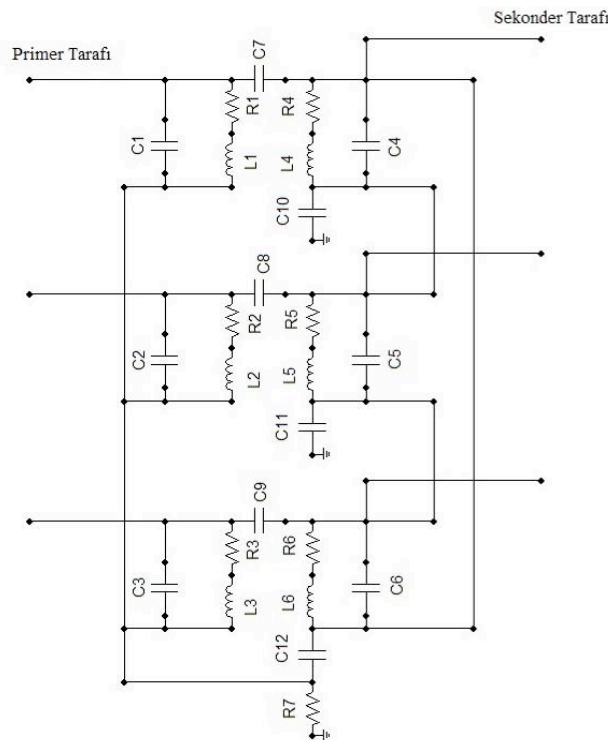 Sekonder Tarafı
Primer Tarafı
C7
R1
R4
C1
L1
L4
C4
C10
C8
R2
R5
C2
L2
L5
C5
C11
C9
R3
R6
C3
L3
L6
C6
C12
R7